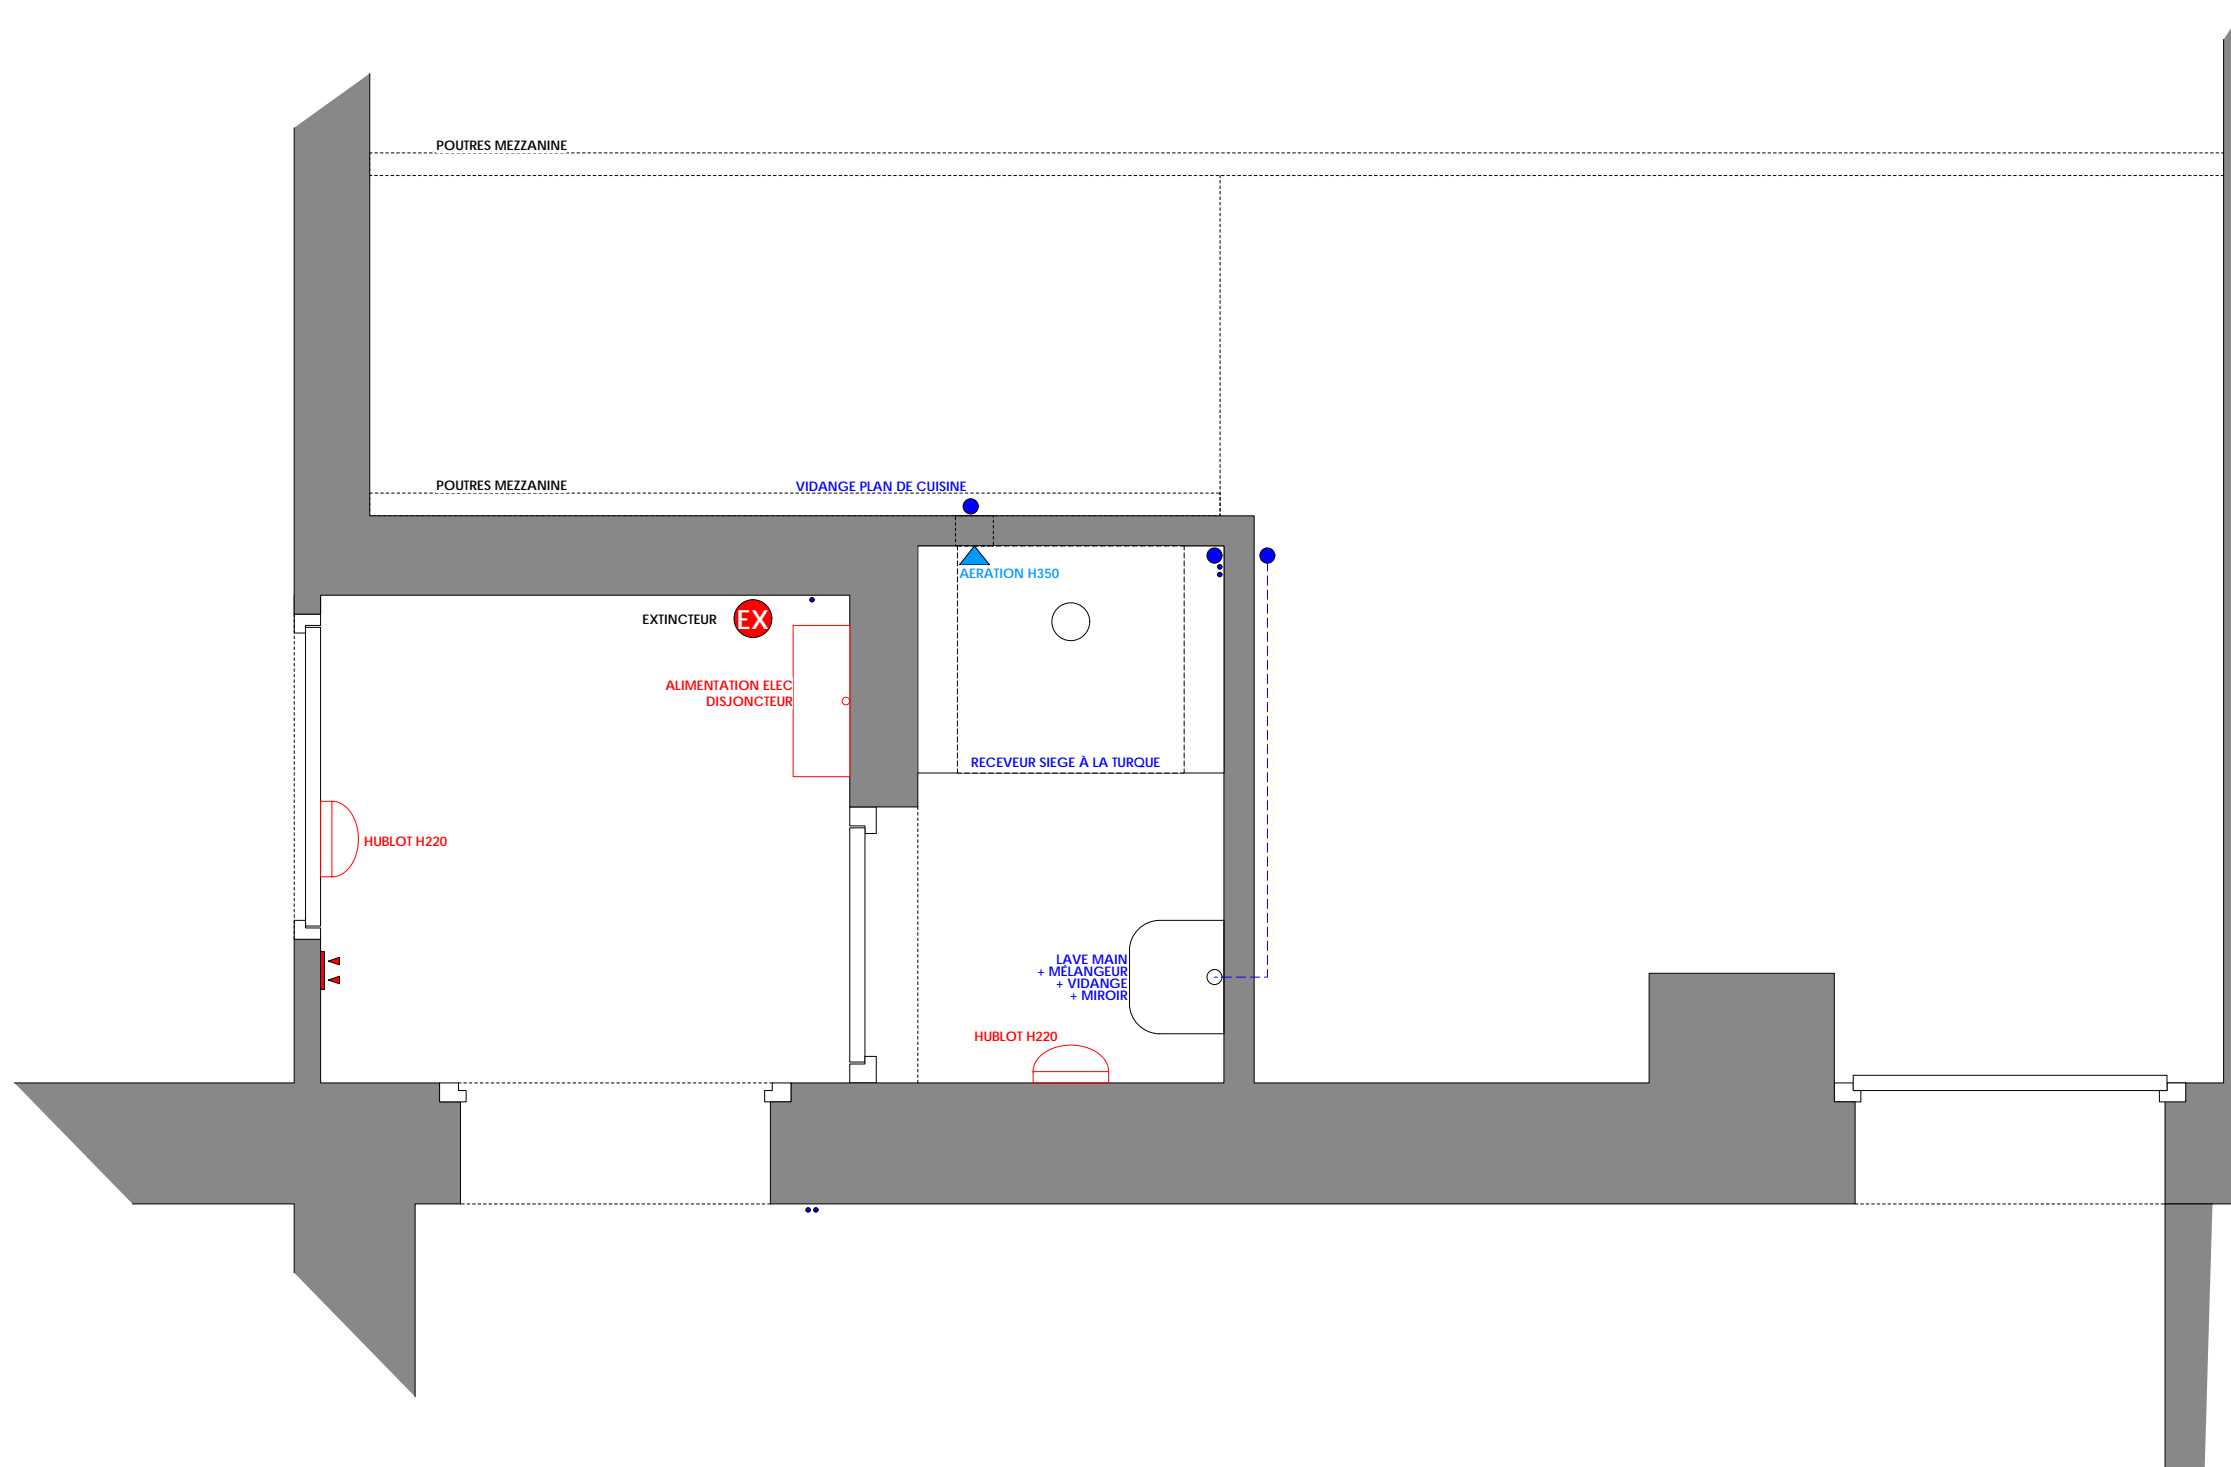 POUTRES MEZZANINE
POUTRES MEZZANINE
VIDANGE PLAN DE CUISINE
AERATION H350
EXTINCTEUR
EX
ALIMENTATION ELEC
DISJONCTEUR
RECEVEUR SIEGE À LA TURQUE
HUBLOT H220
LAVE MAIN
+ MÉLANGEUR
+ VIDANGE
+ MIROIR
HUBLOT H220